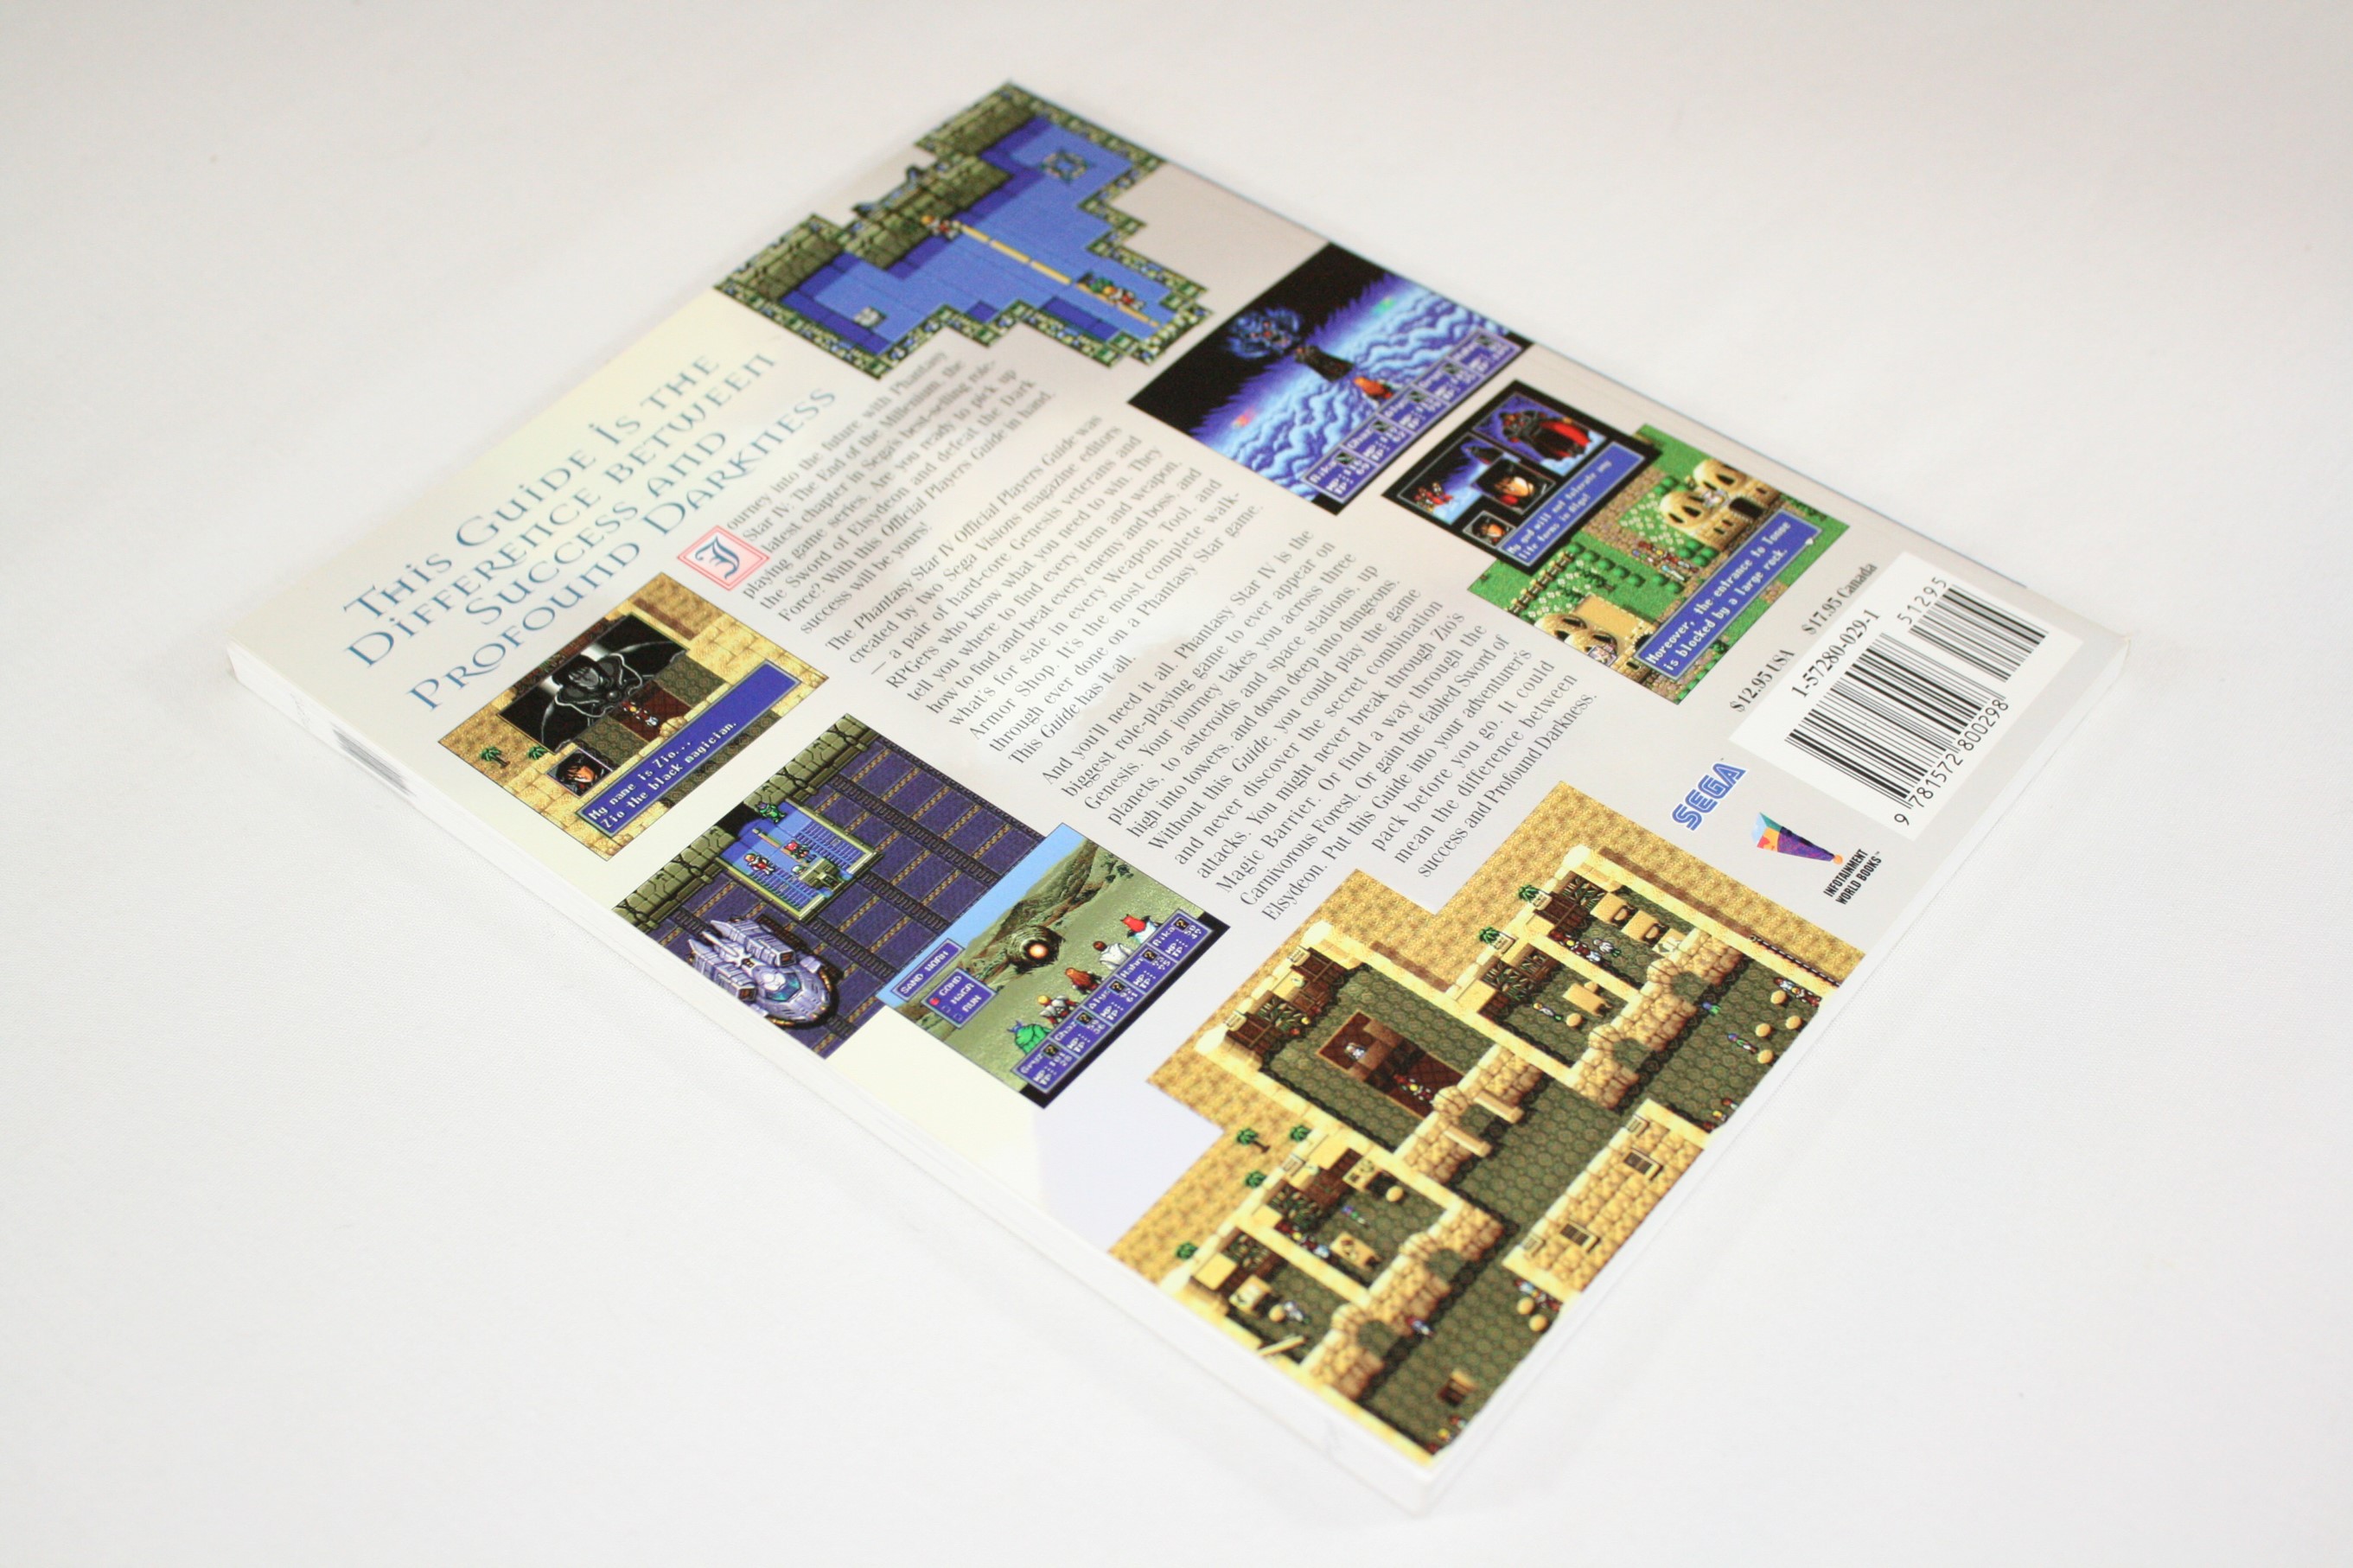 THIS GUIDE IS THE
DIFFERENCE BETWEEN
SUCCESS AND
PROFOUND DARKNESS
Journey into the future with Phantasy
Star IV: The End of the Millennium, the
latest chapter in Sega's best-selling role-
playing game series. Are you ready to pick up
the Sword of Elsydeon and defeat the Dark
Force? With this Official Players Guide in hand,
success will be yours!
The Phantasy Star IV Official Players Guide was
created by two Sega Visions magazine editors
— a pair of hard-core Genesis veterans and
RPGers who know what you need to win. They
tell you where to find every item and weapon,
how to find and beat every enemy and boss, and
what's for sale in every Weapon, Tool, and
Armor Shop. It's the most complete walk-
through ever done on a Phantasy Star game.
This Guide has it all.
And you'll need it all. Phantasy Star IV is the
biggest role-playing game to ever appear on
Genesis. Your journey takes you across three
planets, to asteroids and space stations, up
high into towers, and down deep into dungeons.
Without this Guide, you could play the game
and never discover the secret combination
attacks. You might never break through Zio's
Magic Barrier. Or find a way through the
Carnivorous Forest. Or gain the fabled Sword of
Elsydeon. Put this Guide into your adventurer's
pack before you go. It could
mean the difference between
success and Profound Darkness.
My name is Zio...
Zio the black magician.
SAND WORM
COMD
MACR
RUN
My god will not tolerate any
life forms in Algo!
Moreover, the entrance to Tonoe
is blocked by a large rock.
$12.95 USA $17.95 Canada
1-57280-029-1
51295
9 781572 800298
SEGA™
INFOTAINMENT
WORLD BOOKS™